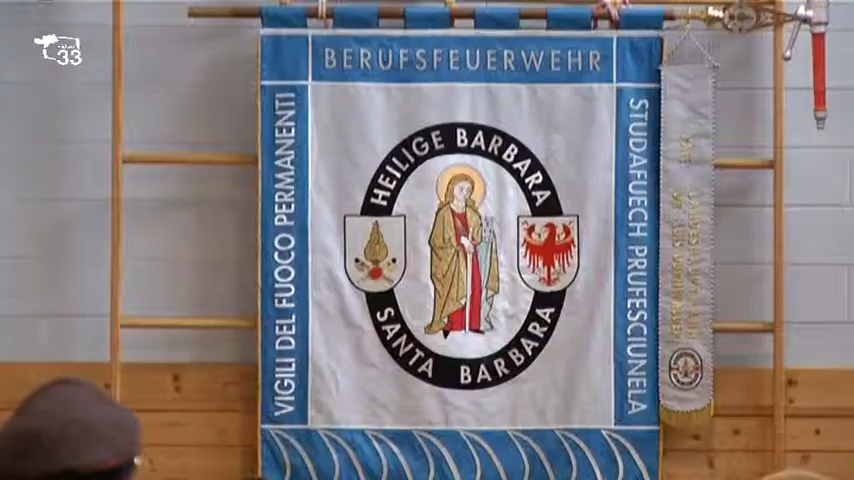 33
BERUFSFEUERWEHR
VIGILI DEL FUOCO PERMANENTI
STUDAFUECH PRUFESCIUNELA
HEILIGE BARBARA
SANTA BARBARA